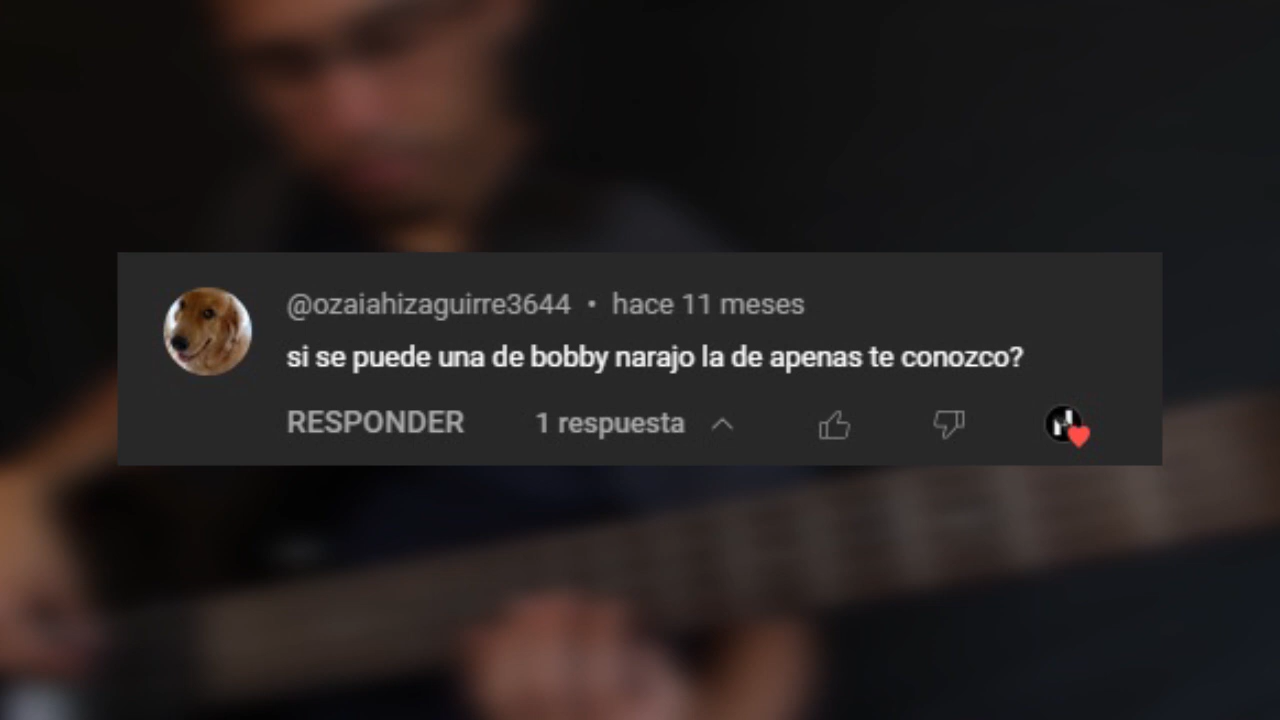 @ozaiahizaguirre3644 • hace 11 meses
si se puede una de bobby narajo la de apenas te conozco?
RESPONDER 1 respuesta